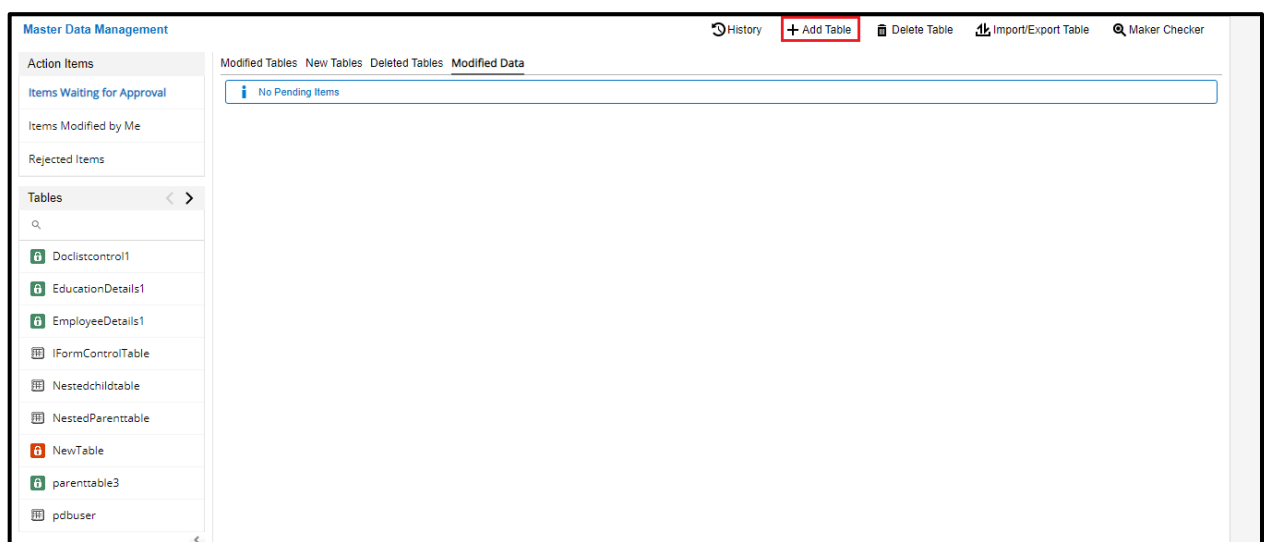 Master Data Management
History
Add Table
Delete Table
Import/Export Table
Maker Checker
Action Items
Items Waiting for Approval
Items Modified by Me
Rejected Items
Modified Tables New Tables Deleted Tables Modified Data
No Pending Items
Tables
Doclistcontrol1
EducationDetails1
EmployeeDetails1
IFormControlTable
Nestedchildtable
NestedParenttable
NewTable
parenttable3
pdbuser